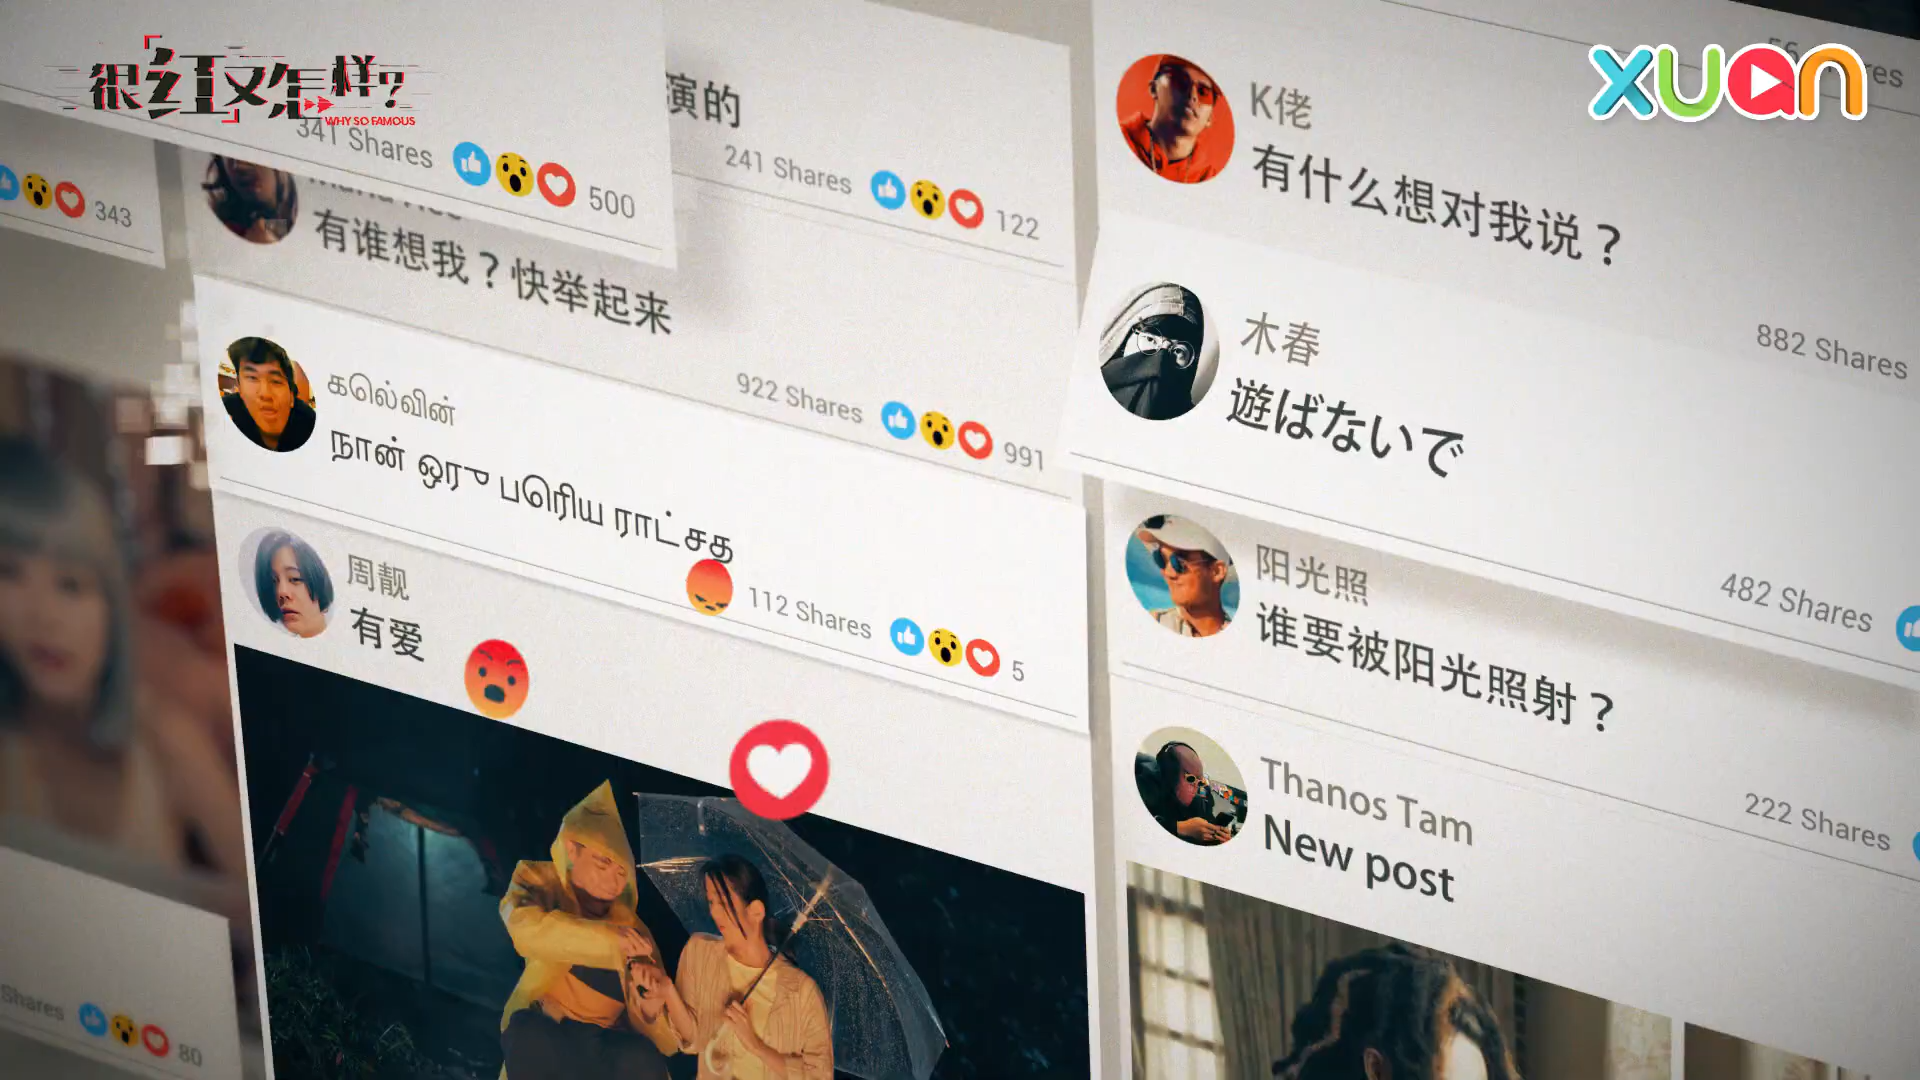 很红又怎样?
WHY SO FAMOUS
xuan
341 Shares
500
343
演的
241 Shares
122
有谁想我？快举起来
922 Shares
991
கலெ்வின்
நான் ஒரு பரெிய ராட்சத
112 Shares
5
周靓
有爱
Shares
80
K佬
有什么想对我说？
882 Shares
木春
遊ばないで
482 Shares
阳光照
谁要被阳光照射？
222 Shares
Thanos Tam
New post